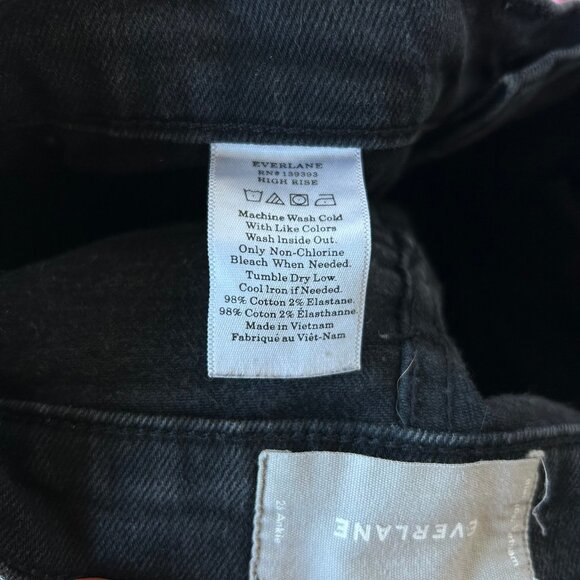 EVERLANE
RN# 139393
HIGH RISE
Machine Wash Cold
With Like Colors
Wash Inside Out.
Only Non-Chlorine
Bleach When Needed.
Tumble Dry Low.
Cool Iron if Needed.
98% Cotton 2% Elastane.
98% Coton 2% Élasthanne.
Made in Vietnam
Fabriqué au Viêt-Nam
EVERLANE